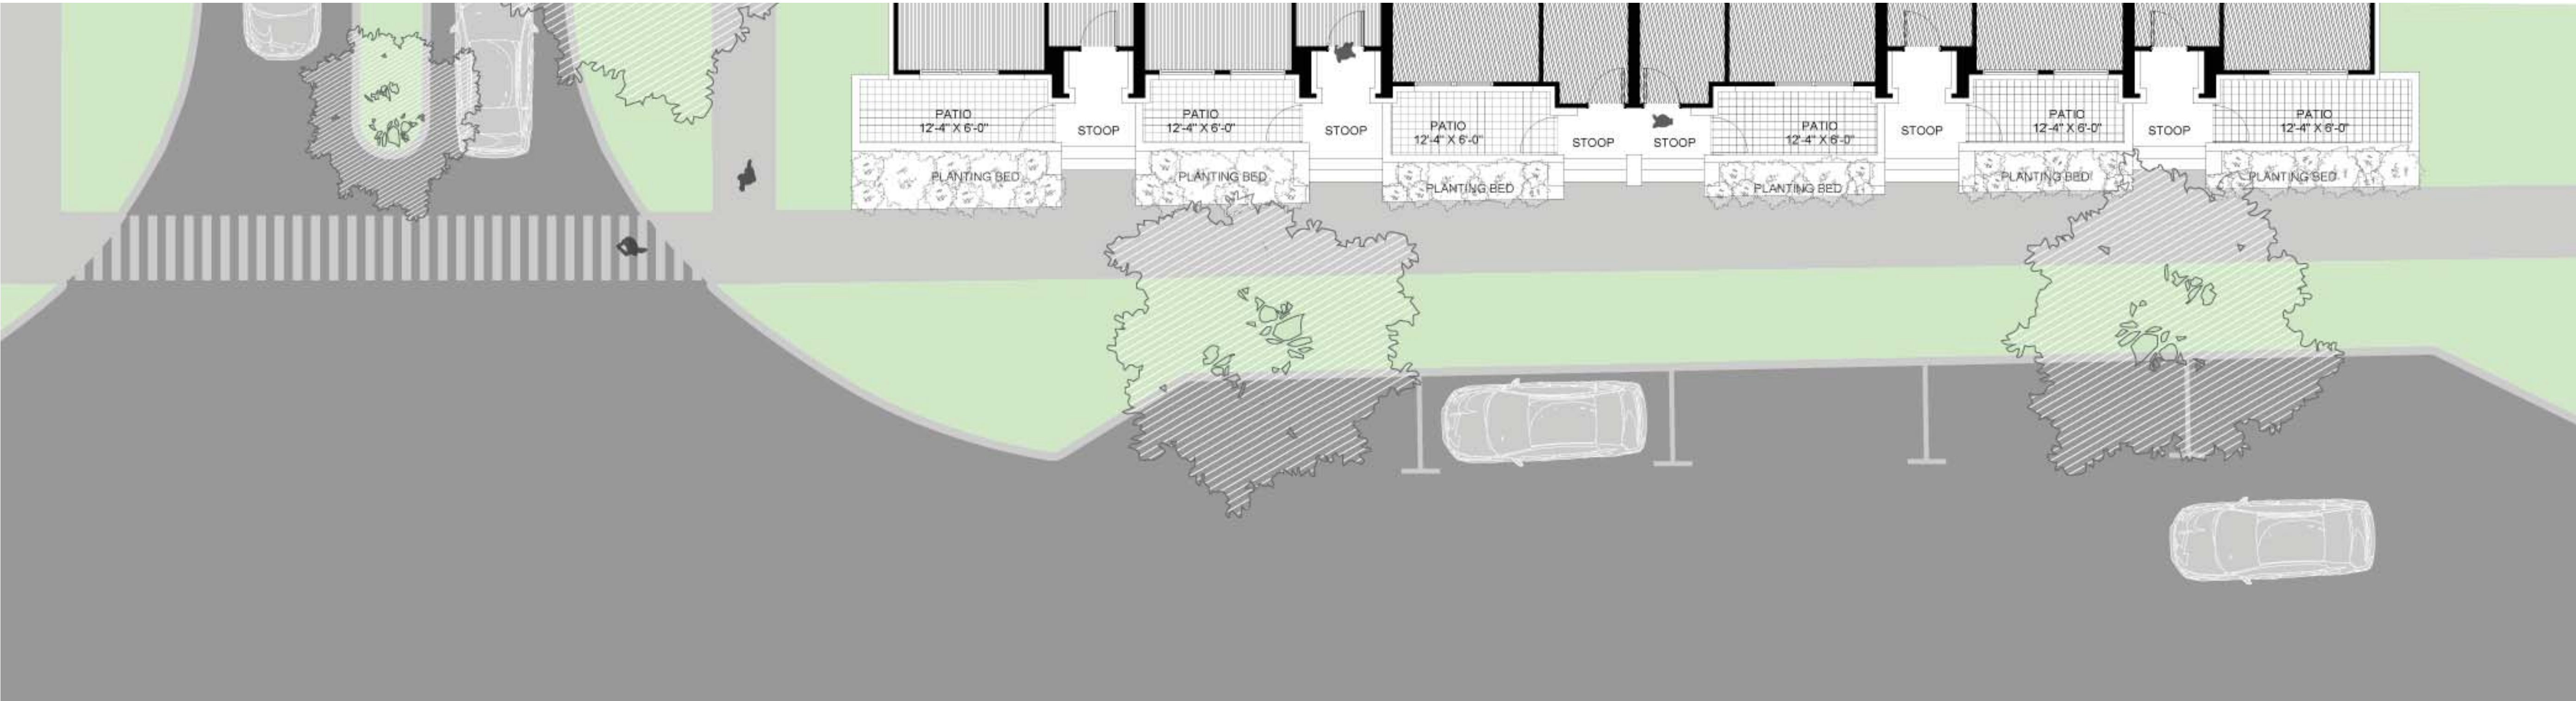 PATIO
12'-4" X 6'-0"
STOOP
PATIO
12'-4" X 6'-0"
STOOP
PATIO
12'-4" X 6'-0"
STOOP
STOOP
PATIO
12'-4" X 6'-0"
STOOP
PATIO
12'-4" X 6'-0"
STOOP
PATIO
12'-4" X 6'-0"
PLANTING BED
PLANTING BED
PLANTING BED
PLANTING BED
PLANTING BED
PLANTING BED